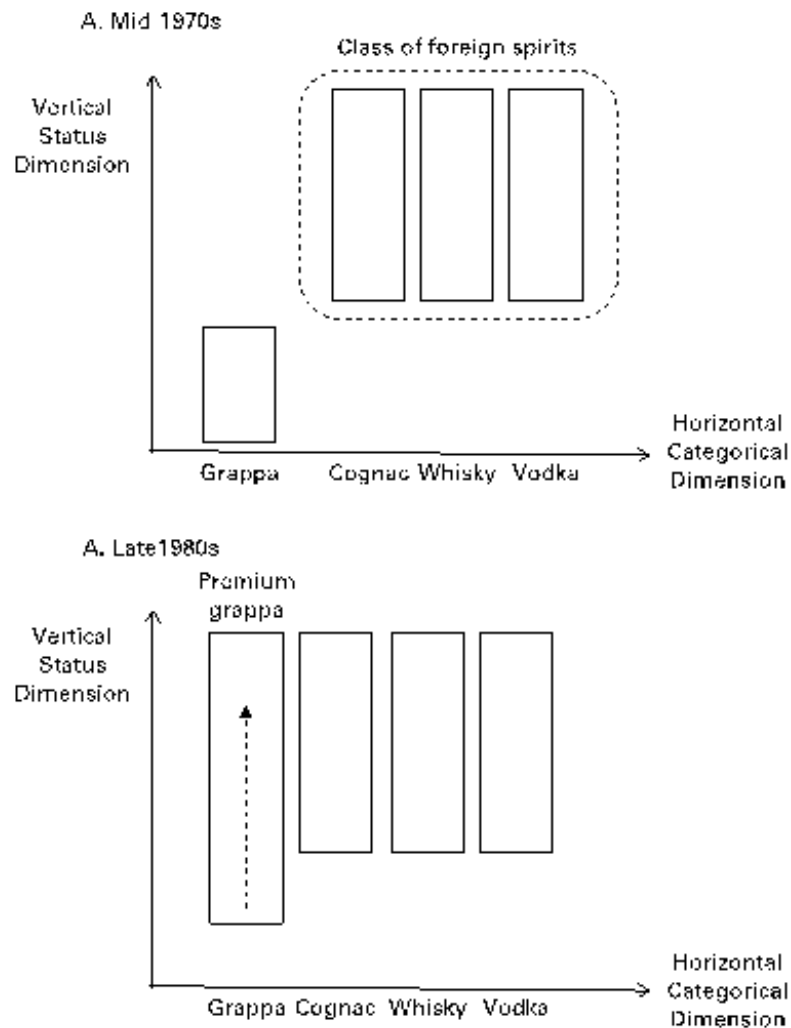 A. Mid 1970s
Class of foreign spirits
Vertical
Status
Dimension
Horizontal
Categorical
Dimension
Grappa Cognac Whisky Vodka
A. Late1980s
Premium
grappa
Vertical
Status
Dimension
Horizontal
Categorical
Dimension
Grappa Cognac Whisky Vodka